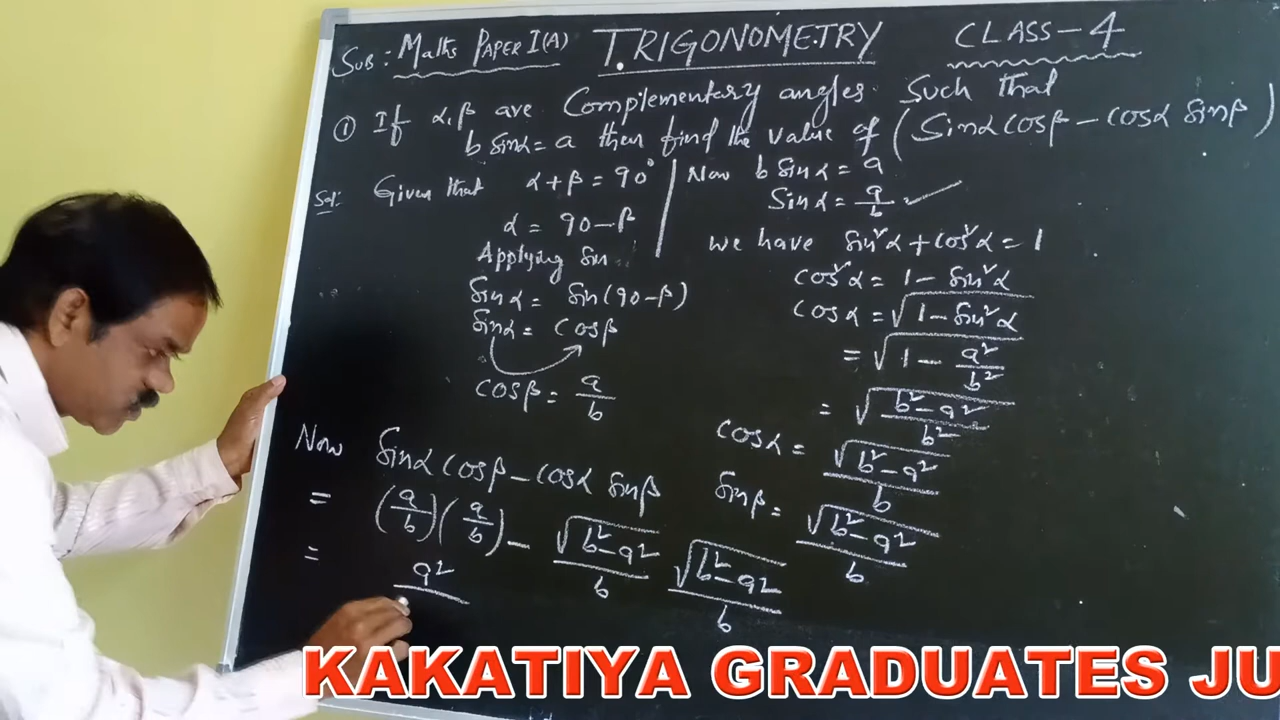 SUB: Maths PAPER I(A) TRIGONOMETRY CLASS-4
① If α, β are Complementary angles Such that
b sinα = a then find the value of (sinα cosβ - cosα sinβ)
Sol: Given that α+β = 90°
α = 90-β
Applying sin
sinα = sin(90-β)
sinα = cosβ
cosβ = a/b
Now b sinα = a
sinα = a/b ✓
we have sin²α + cos²α = 1
cos²α = 1 - sin²α
cosα = √(1 - sin²α)
= √(1 - a²/b²)
= √((b²-a²)/b²)
cosα = √(b²-a²)/b
sinβ = √(b²-a²)/b
Now sinα cosβ - cosα sinβ
= (a/b)(a/b) - √(b²-a²)/b √(b²-a²)/b
= a²/
KAKATIYA GRADUATES JU